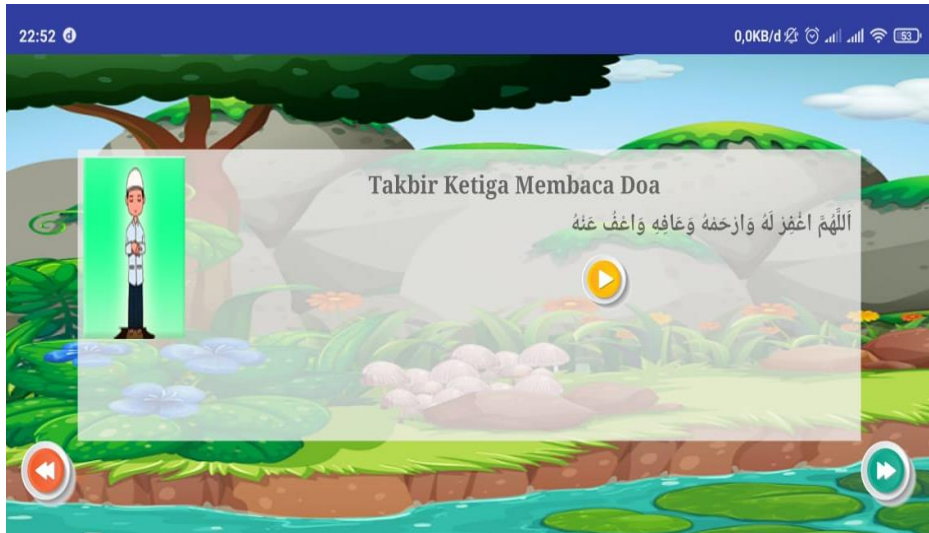 22:52
0,0KB/d
53
Takbir Ketiga Membaca Doa
اَللَّهُمَّ اغْفِرْ لَهُ وَارْحَمْهُ وَعَافِهِ وَاعْفُ عَنْهُ